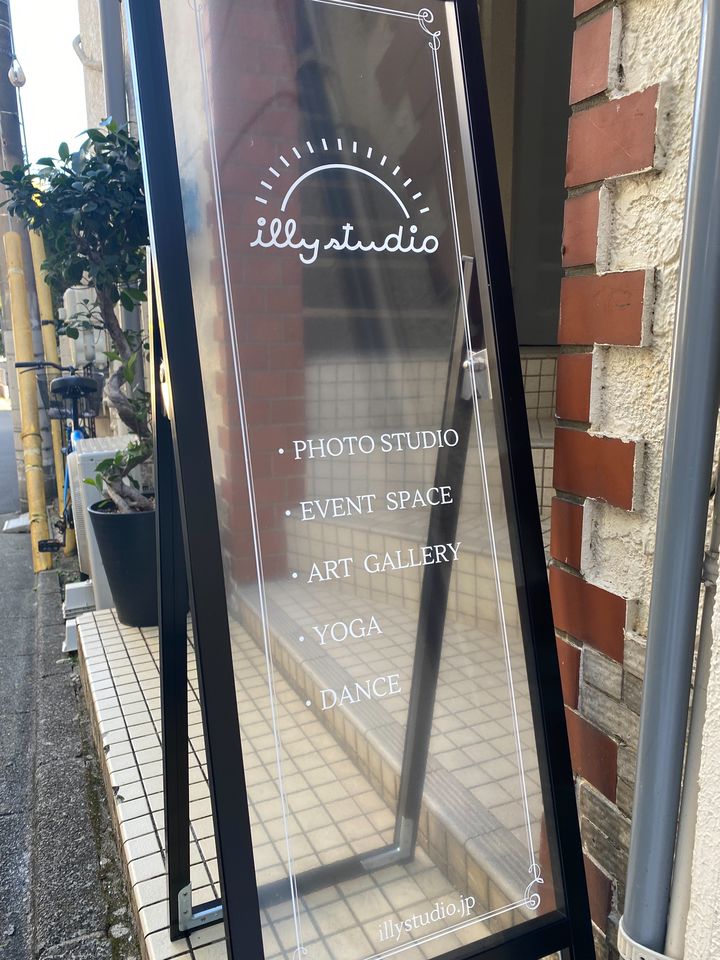 illy studio
• PHOTO STUDIO
• EVENT SPACE
• ART GALLERY
• YOGA
• DANCE
illystudio.jp